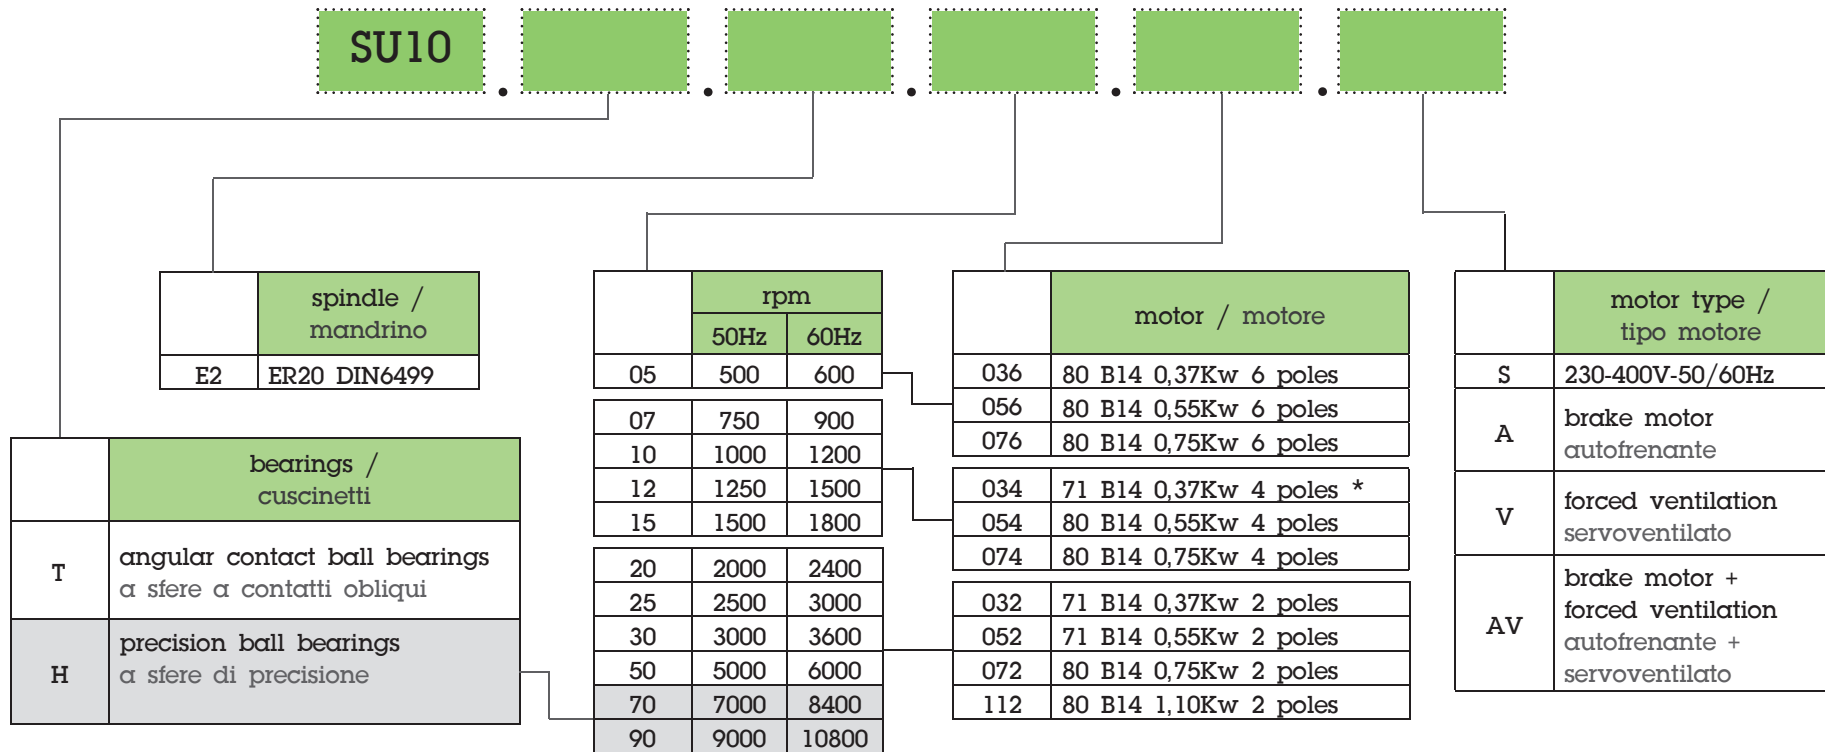 SU10 . . . . .
spindle /
mandrino
E2 ER20 DIN6499
bearings /
cuscinetti
T angular contact ball bearings
a sfere a contatti obliqui
H precision ball bearings
a sfere di precisione
rpm
50Hz 60Hz
05 500 600
07 750 900
10 1000 1200
12 1250 1500
15 1500 1800
20 2000 2400
25 2500 3000
30 3000 3600
50 5000 6000
70 7000 8400
90 9000 10800
motor / motore
036 80 B14 0,37Kw 6 poles
056 80 B14 0,55Kw 6 poles
076 80 B14 0,75Kw 6 poles
034 71 B14 0,37Kw 4 poles *
054 80 B14 0,55Kw 4 poles
074 80 B14 0,75Kw 4 poles
032 71 B14 0,37Kw 2 poles
052 71 B14 0,55Kw 2 poles
072 80 B14 0,75Kw 2 poles
112 80 B14 1,10Kw 2 poles
motor type /
tipo motore
S 230-400V-50/60Hz
A brake motor
autofrenante
V forced ventilation
servoventilato
AV brake motor +
forced ventilation
autofrenante +
servoventilato